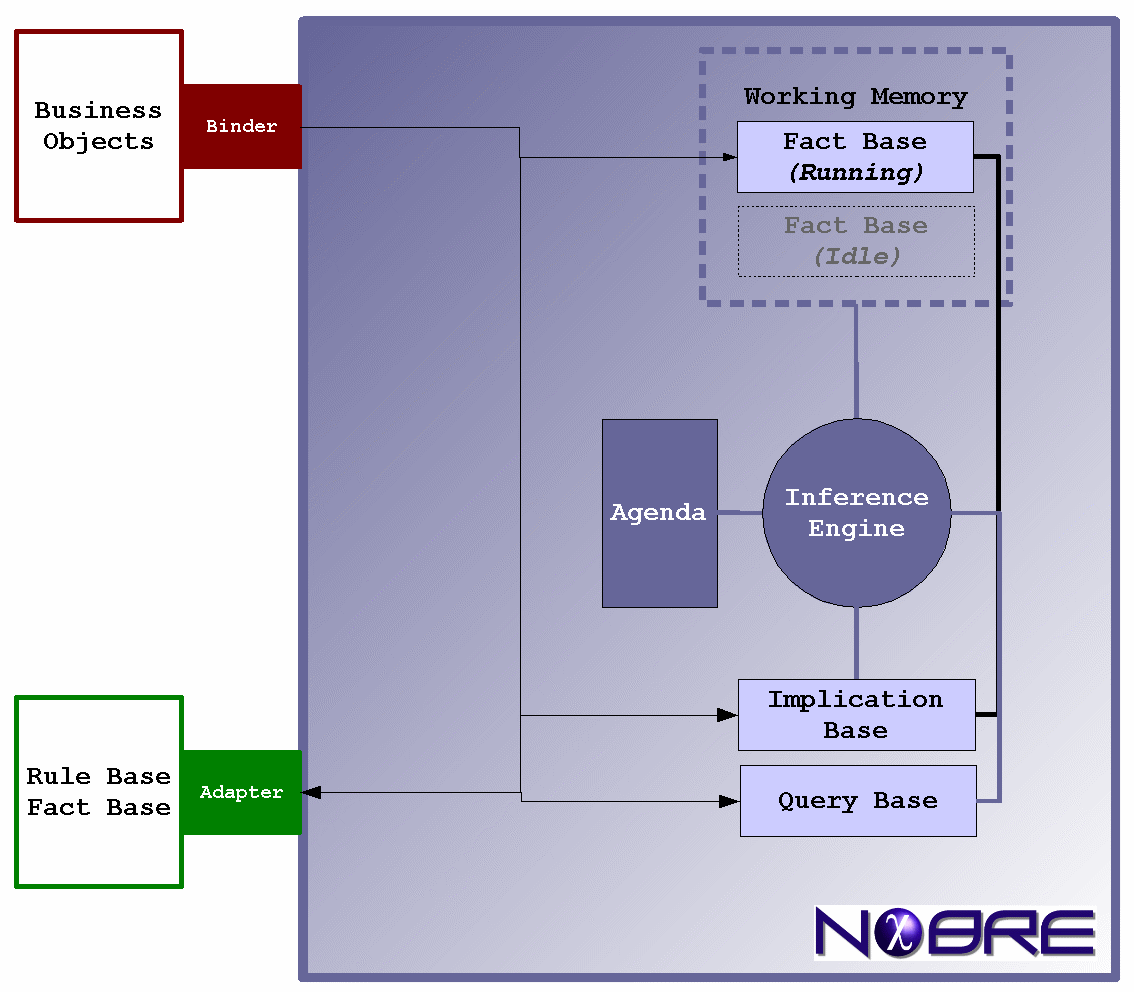 Business
Objects
Binder
Working Memory
Fact Base
(Running)
Fact Base
(Idle)
Agenda
Inference
Engine
Implication
Base
Rule Base
Fact Base
Adapter
Query Base
NxBRE